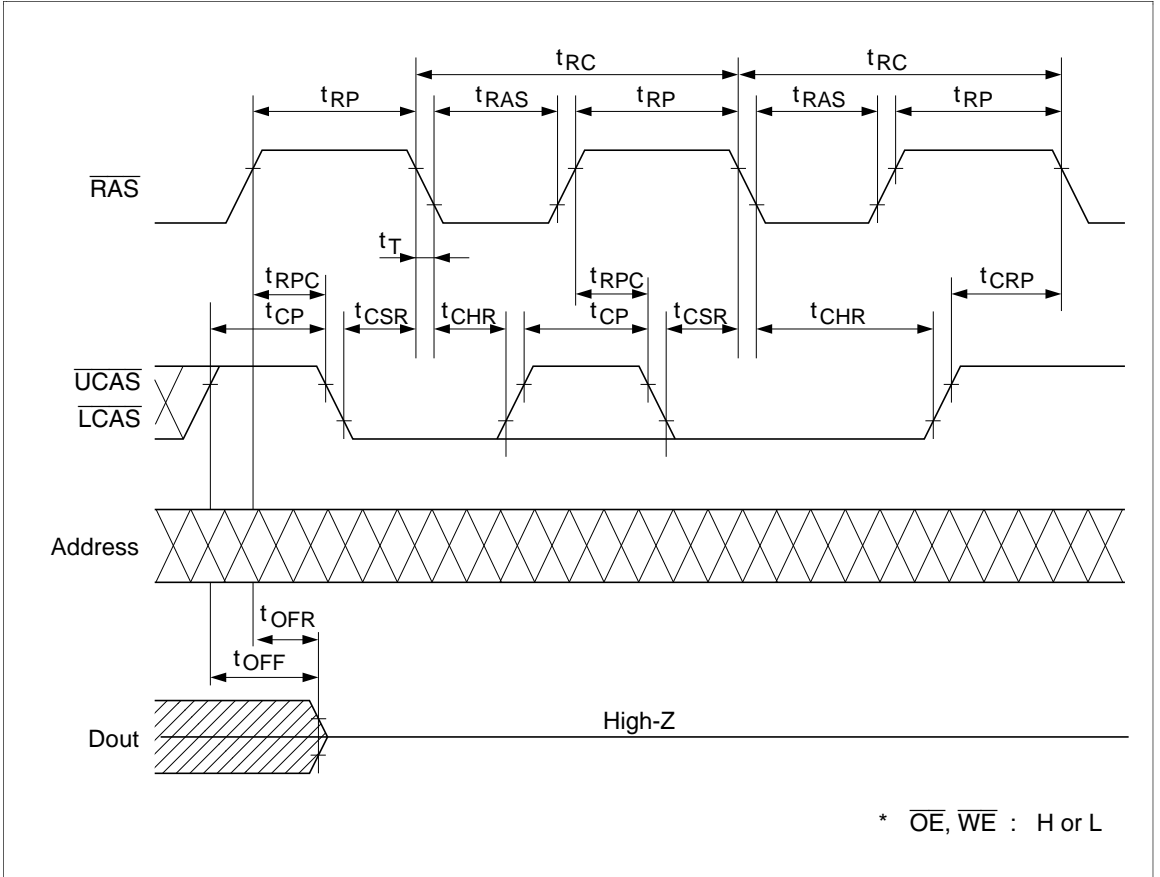 tRC tRC
tRP tRAS tRP tRAS tRP
RAS
tT
tRPC tRPC tCRP
tCP tCSR tCHR tCP tCSR tCHR
UCAS
LCAS
Address
tOFR
tOFF
High-Z
Dout
* OE, WE : H or L